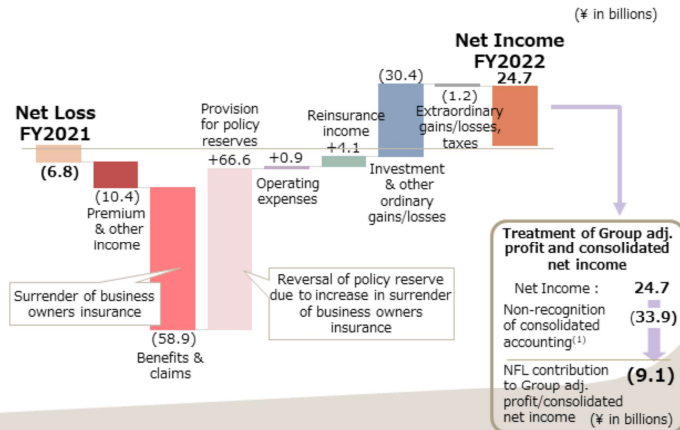 (¥ in billions)
Net Income
FY2022
24.7
(30.4)
(1.2)
Extraordinary
gains/losses,
taxes
Net Loss
FY2021
(6.8)
Provision
for policy
reserves
+66.6
Reinsurance
income
+4.1
+0.9
Operating
expenses
Investment
& other
ordinary
gains/losses
(10.4)
Premium
& other
income
Surrender of business
owners insurance
Reversal of policy reserve
due to increase in surrender
of business owners
insurance
(58.9)
Benefits &
claims
Treatment of Group adj.
profit and consolidated
net income
Net Income : 24.7
Non-recognition
of consolidated (33.9)
accounting(1)
NFL contribution
to Group adj. (9.1)
profit/consolidated
net income (¥ in billions)